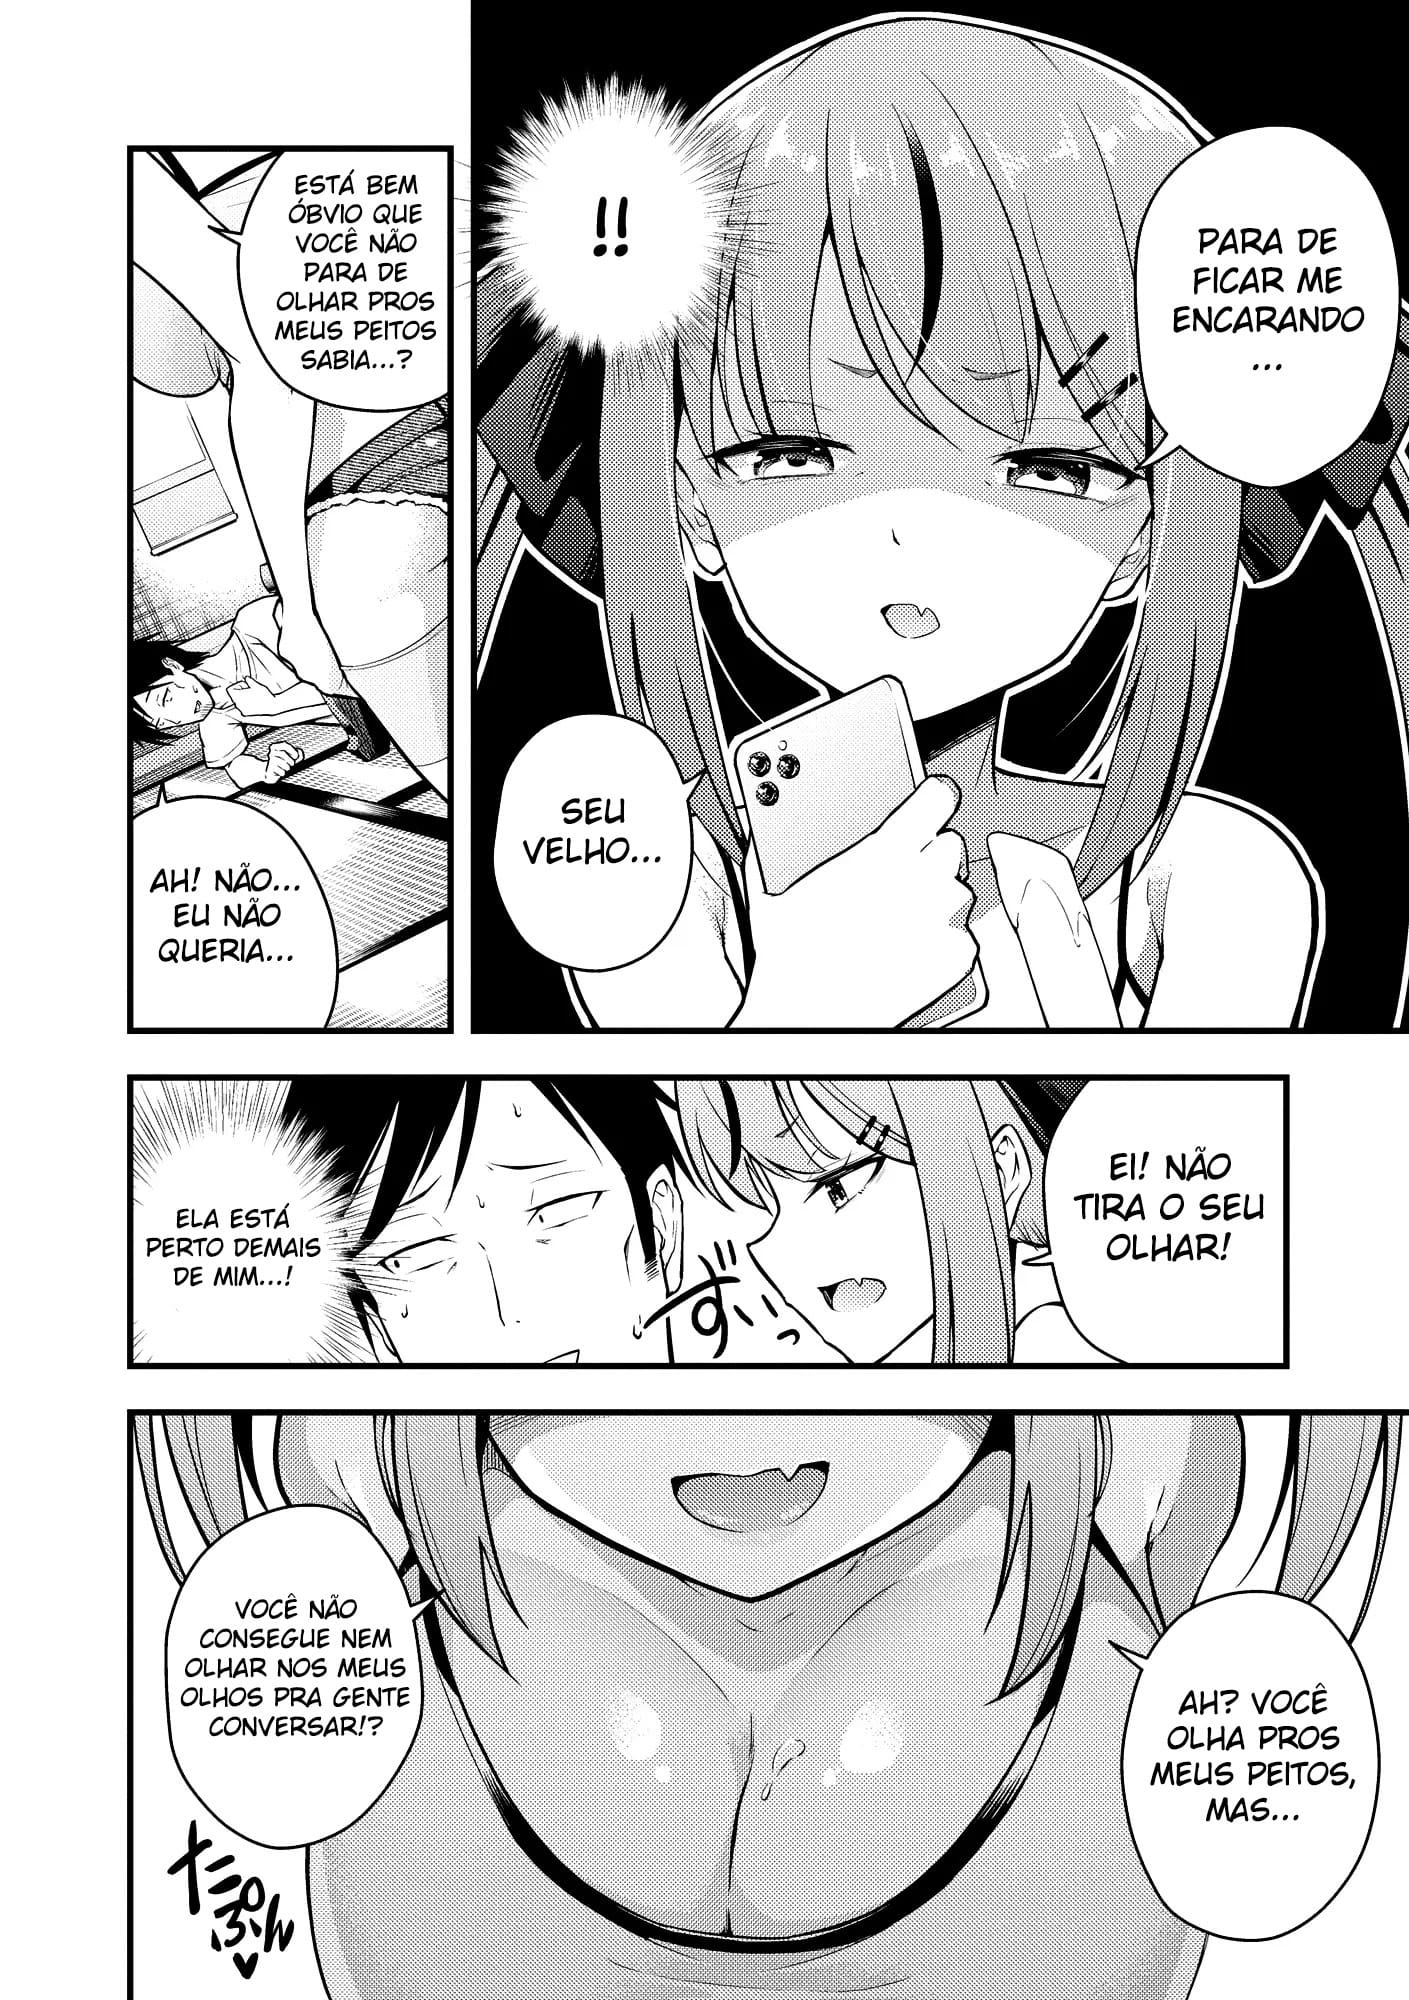 PARA DE
FICAR ME
ENCARANDO
...
!!
SEU
VELHO...
ESTÁ BEM
ÓBVIO QUE
VOCÊ NÃO
PARA DE
OLHAR PROS
MEUS PEITOS
SABIA...?
AH! NÃO...
EU NÃO
QUERIA...
EI! NÃO
TIRA O SEU
OLHAR!
ずいっ
ELA ESTÁ
PERTO DEMAIS
DE MIM...!
AH? VOCÊ
OLHA PROS
MEUS PEITOS,
MAS...
VOCÊ NÃO
CONSEGUE NEM
OLHAR NOS MEUS
OLHOS PRA GENTE
CONVERSAR!?
たぷん♥